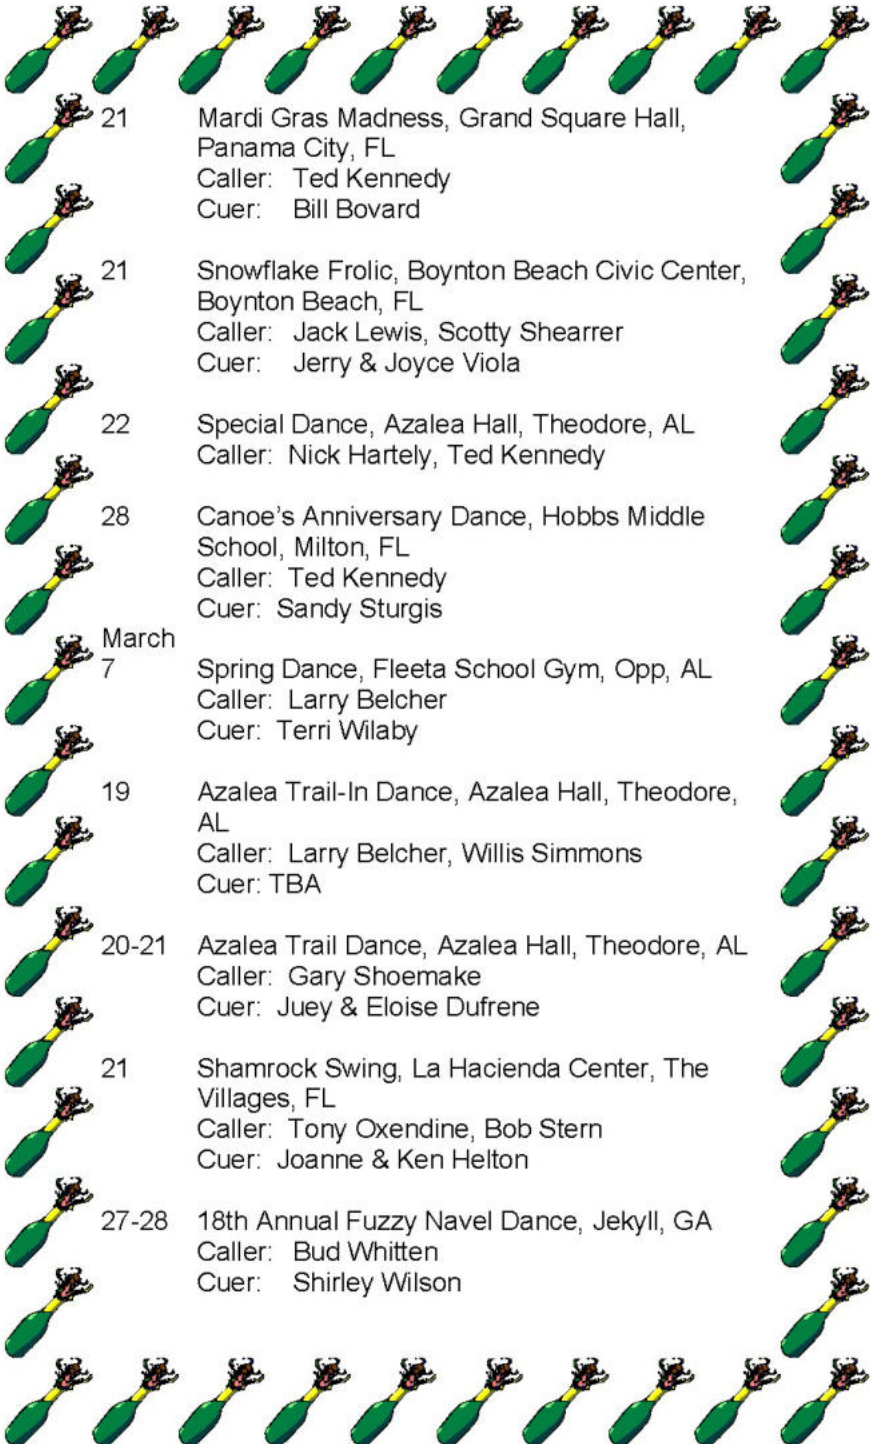 21 Mardi Gras Madness, Grand Square Hall,
Panama City, FL
Caller: Ted Kennedy
Cuer: Bill Bovard
21 Snowflake Frolic, Boynton Beach Civic Center,
Boynton Beach, FL
Caller: Jack Lewis, Scotty Shearrer
Cuer: Jerry & Joyce Viola
22 Special Dance, Azalea Hall, Theodore, AL
Caller: Nick Hartely, Ted Kennedy
28 Canoe's Anniversary Dance, Hobbs Middle
School, Milton, FL
Caller: Ted Kennedy
Cuer: Sandy Sturgis
March
7 Spring Dance, Fleeta School Gym, Opp, AL
Caller: Larry Belcher
Cuer: Terri Wilaby
19 Azalea Trail-In Dance, Azalea Hall, Theodore,
AL
Caller: Larry Belcher, Willis Simmons
Cuer: TBA
20-21 Azalea Trail Dance, Azalea Hall, Theodore, AL
Caller: Gary Shoemake
Cuer: Juey & Eloise Dufrene
21 Shamrock Swing, La Hacienda Center, The
Villages, FL
Caller: Tony Oxendine, Bob Stern
Cuer: Joanne & Ken Helton
27-28 18th Annual Fuzzy Navel Dance, Jekyll, GA
Caller: Bud Whitten
Cuer: Shirley Wilson